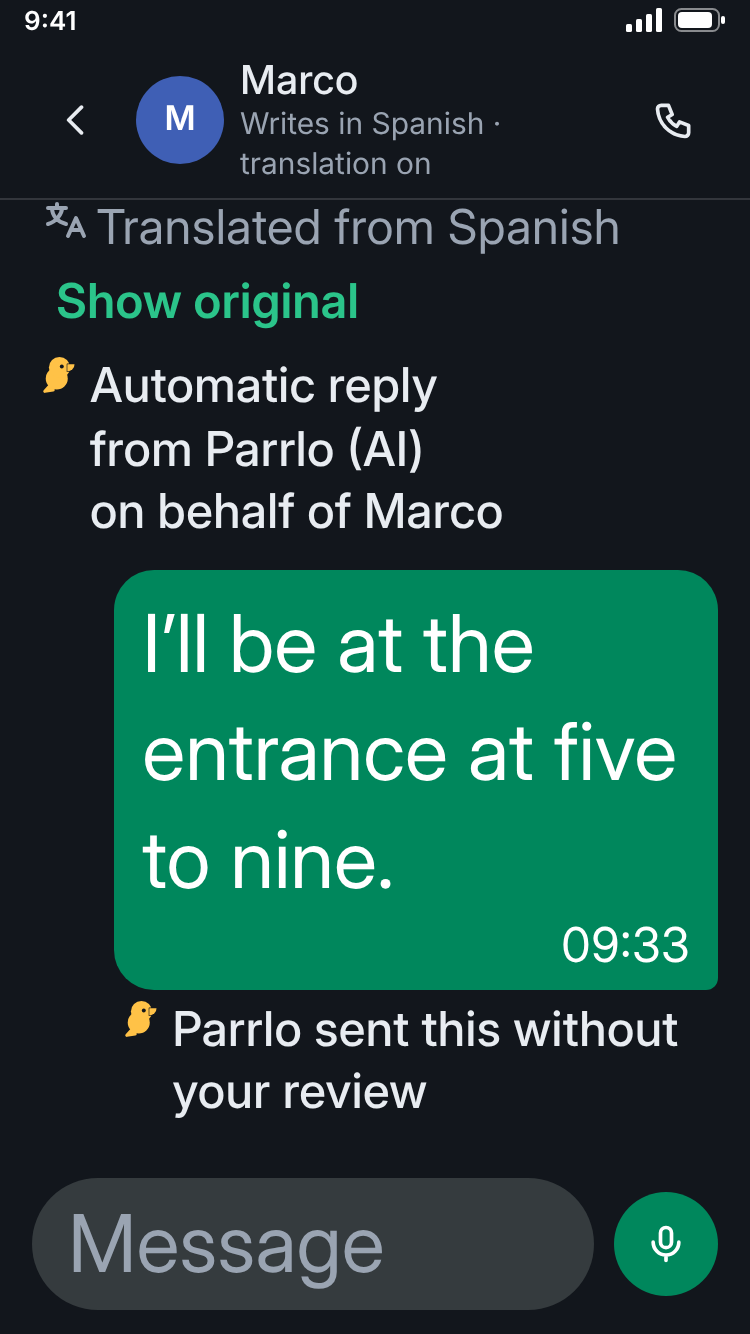 9:41
Marco
M
Writes in Spanish ·
translation on
Translated from Spanish
Show original
Automatic reply
from Parrlo (AI)
on behalf of Marco
I’ll be at the
entrance at five
to nine.
09:33
Parrlo sent this without
your review
Message